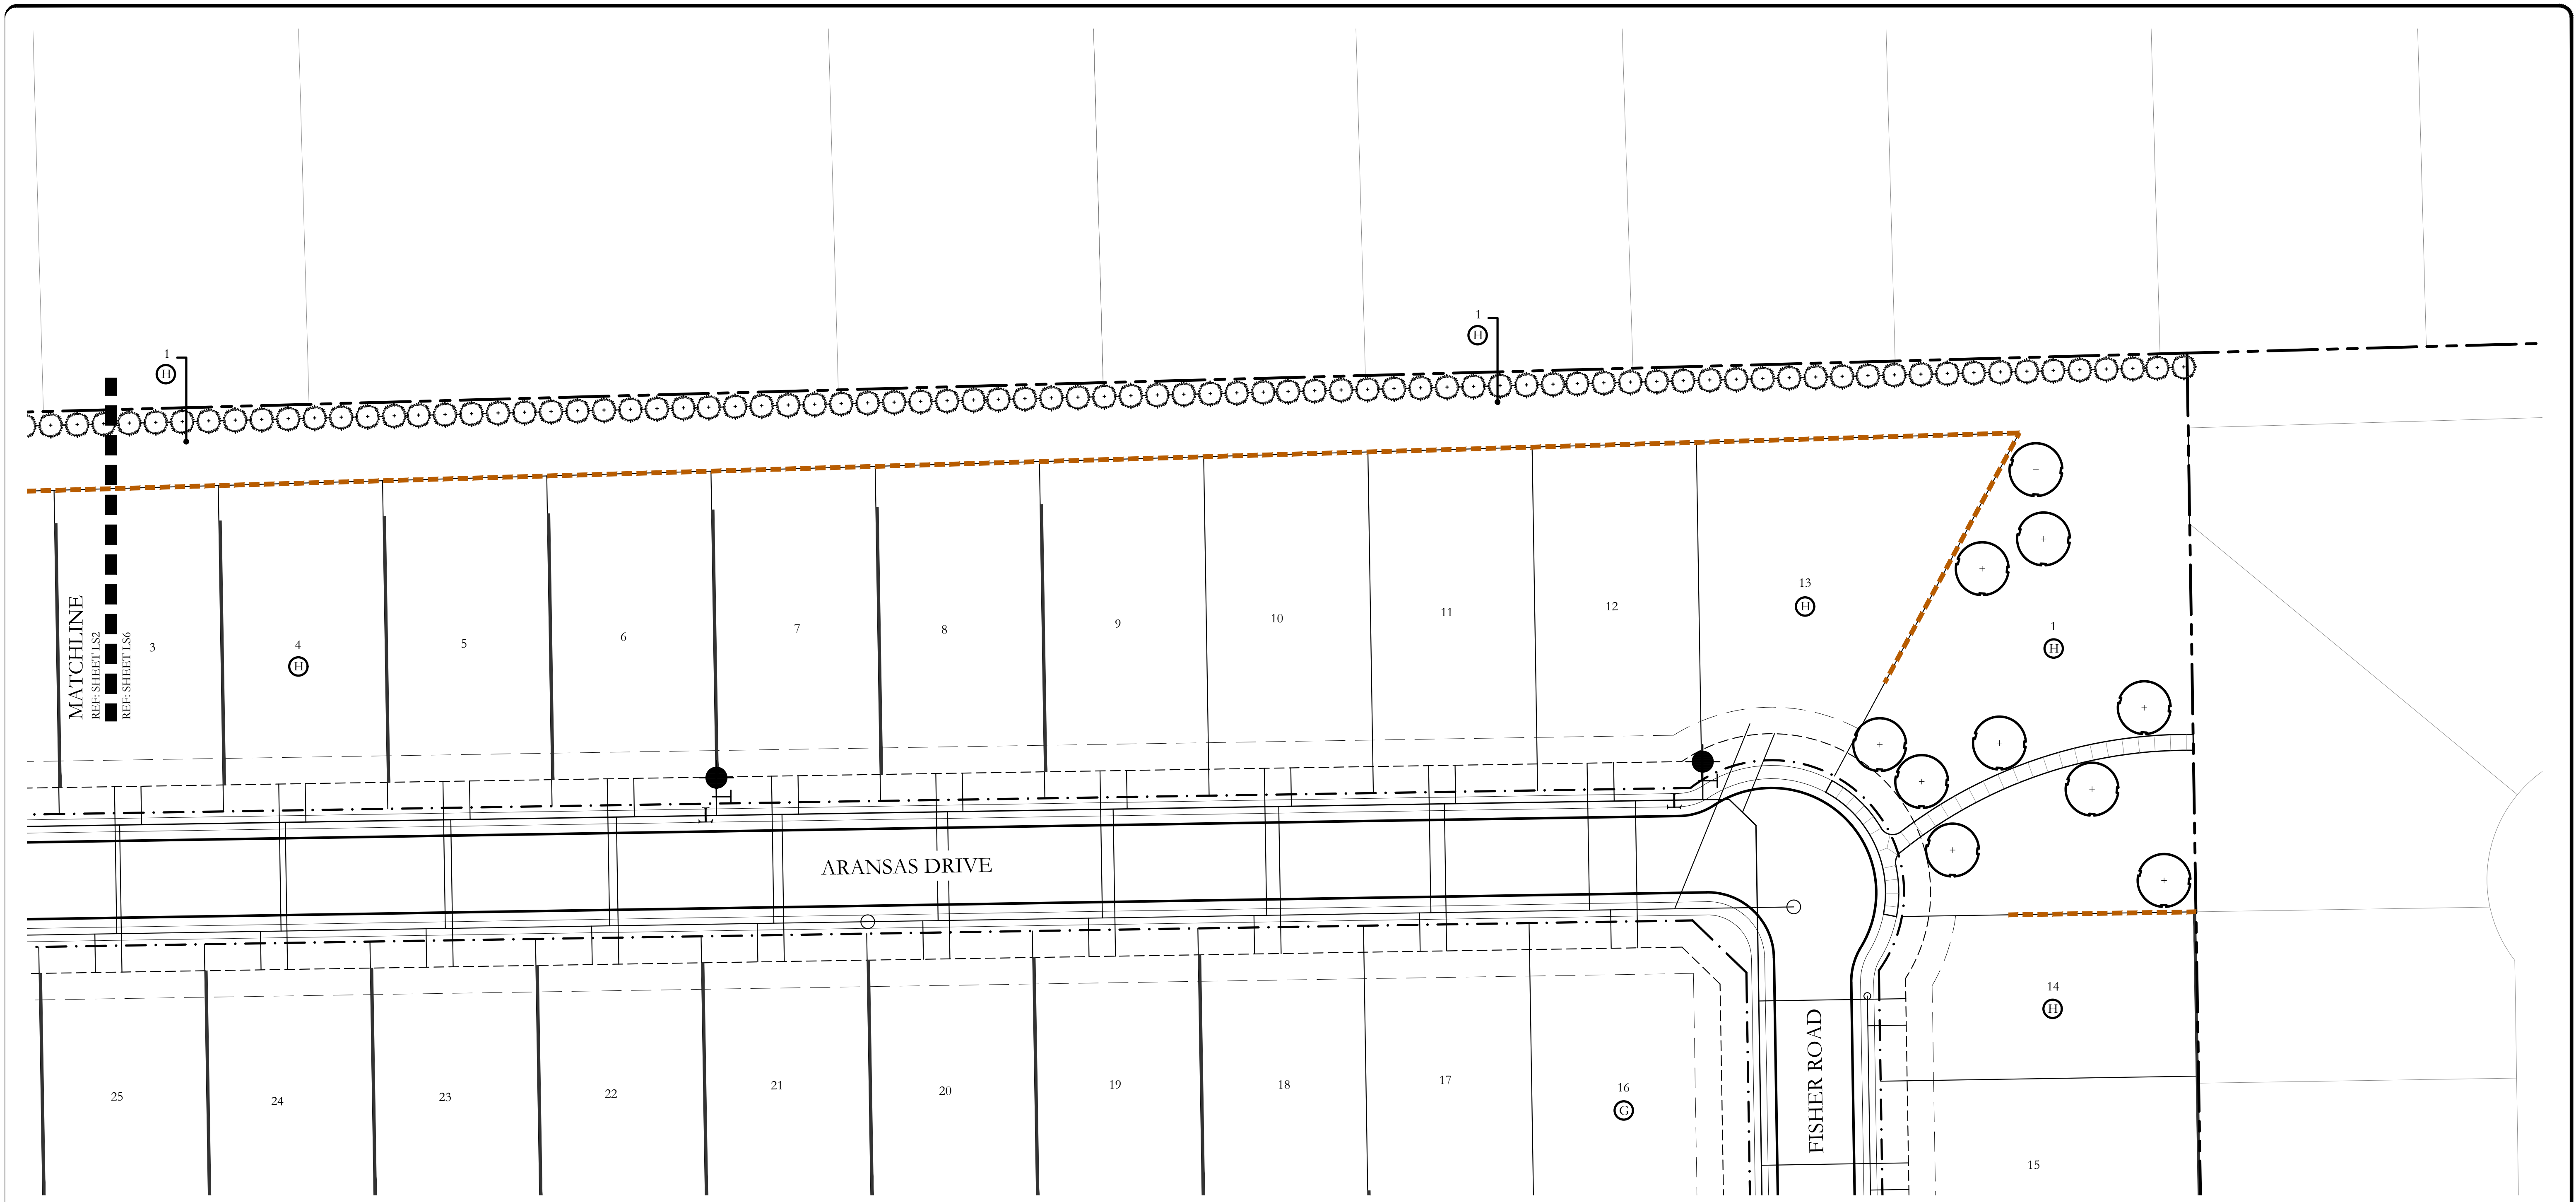 1
H
1
H
MATCHLINE
REF: SHEET LS2
REF: SHEET LS6
3
4
H
5
6
7
8
9
10
11
12
13
H
1
H
ARANSAS DRIVE
14
H
25
24
23
22
21
20
19
18
17
16
G
FISHER ROAD
15